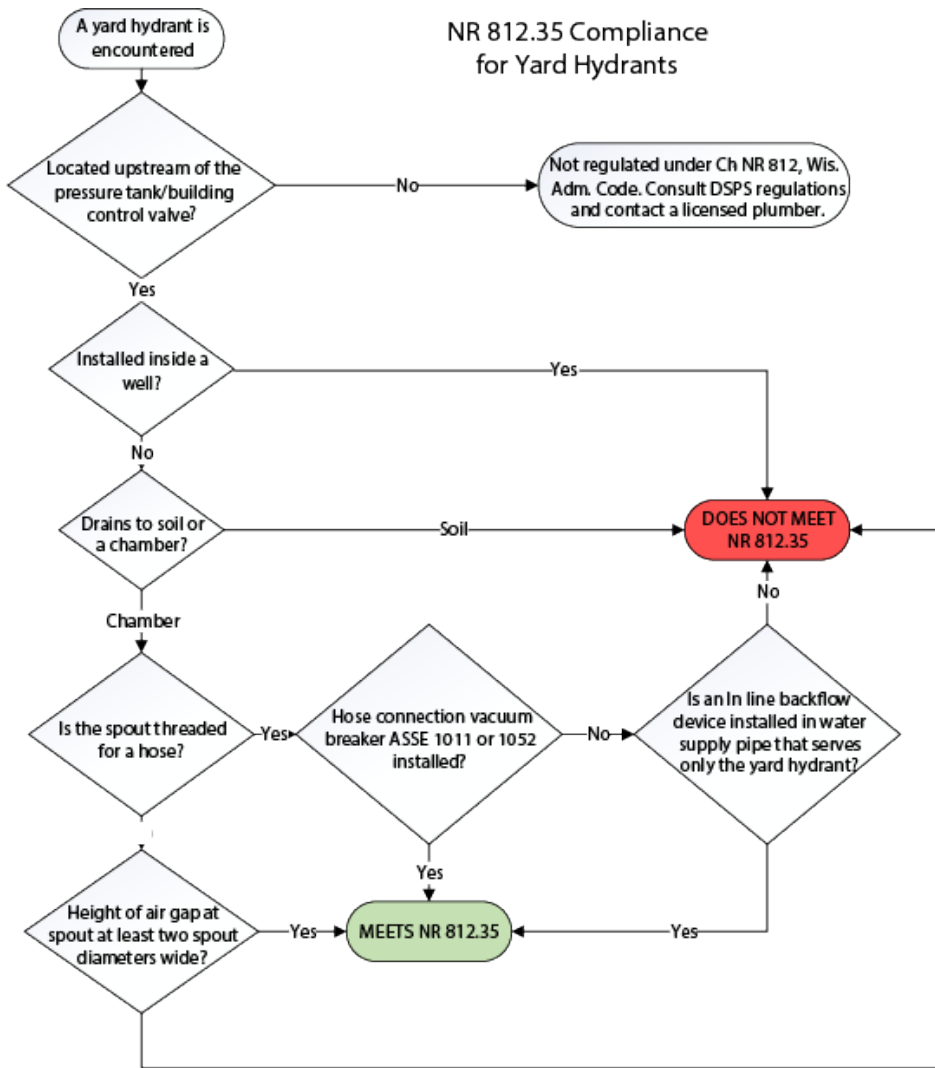 NR 812.35 Compliance
for Yard Hydrants
A yard hydrant is
encountered
Located upstream of the
pressure tank/building
control valve?
No
Not regulated under Ch NR 812, Wis.
Adm. Code. Consult DSPS regulations
and contact a licensed plumber.
Yes
Installed inside a
well?
Yes
No
Drains to soil or
a chamber?
Soil
DOES NOT MEET
NR 812.35
No
Chamber
Is the spout threaded
for a hose?
Yes
Hose connection vacuum
breaker ASSE 1011 or 1052
installed?
No
Is an In line backflow
device installed in water
supply pipe that serves
only the yard hydrant?
Yes
Height of air gap at
spout at least two spout
diameters wide?
Yes
MEETS NR 812.35
Yes